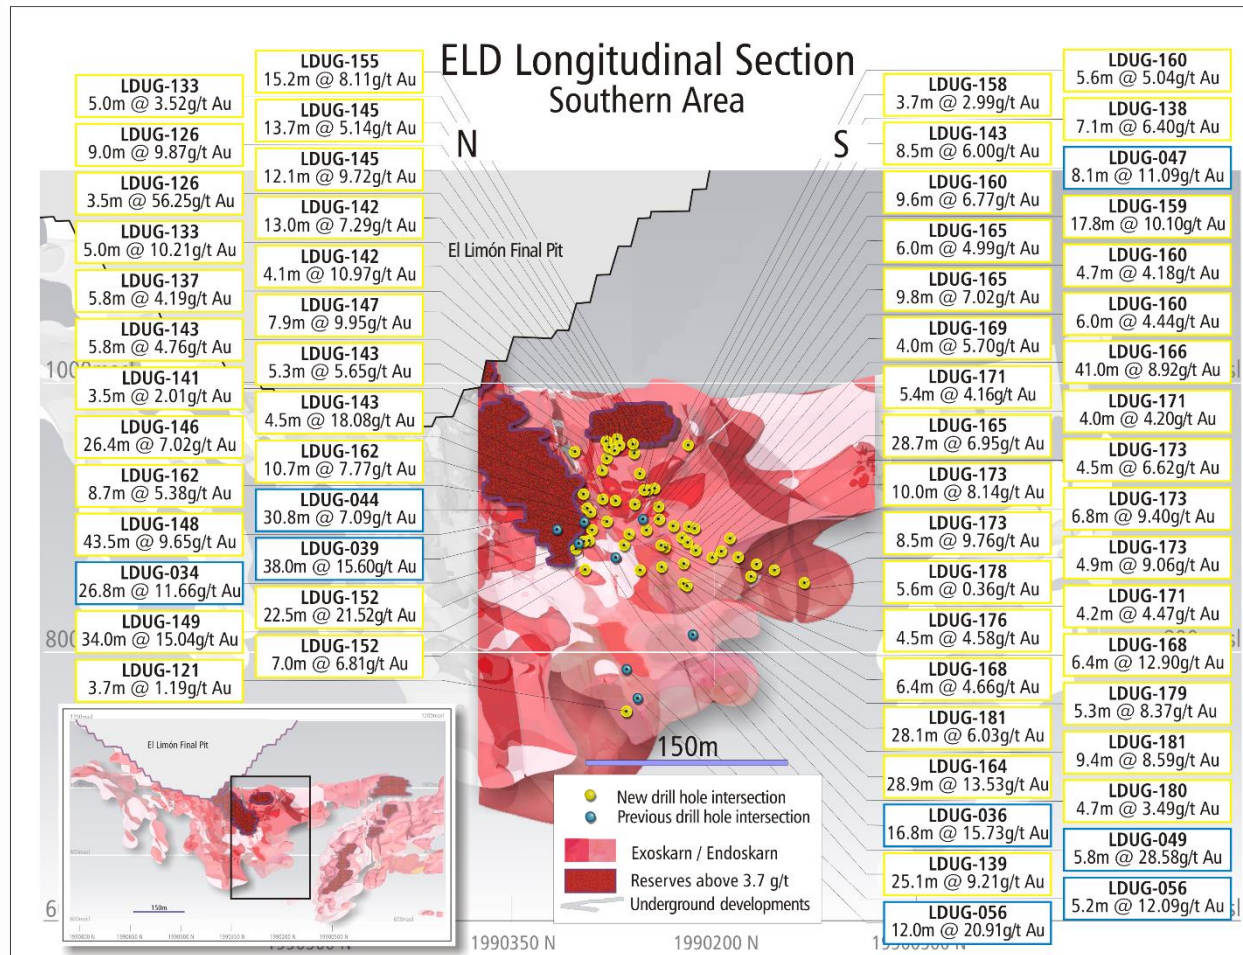 ELD Longitudinal Section
Southern Area
N
S
El Limón Final Pit
LDUG-133
5.0m @ 3.52g/t Au
LDUG-126
9.0m @ 9.87g/t Au
LDUG-126
3.5m @ 56.25g/t Au
LDUG-133
5.0m @ 10.21g/t Au
LDUG-137
5.8m @ 4.19g/t Au
LDUG-143
5.8m @ 4.76g/t Au
LDUG-141
3.5m @ 2.01g/t Au
LDUG-146
26.4m @ 7.02g/t Au
LDUG-162
8.7m @ 5.38g/t Au
LDUG-148
43.5m @ 9.65g/t Au
LDUG-034
26.8m @ 11.66g/t Au
LDUG-149
34.0m @ 15.04g/t Au
LDUG-121
3.7m @ 1.19g/t Au
LDUG-155
15.2m @ 8.11g/t Au
LDUG-145
13.7m @ 5.14g/t Au
LDUG-145
12.1m @ 9.72g/t Au
LDUG-142
13.0m @ 7.29g/t Au
LDUG-142
4.1m @ 10.97g/t Au
LDUG-147
7.9m @ 9.95g/t Au
LDUG-143
5.3m @ 5.65g/t Au
LDUG-143
4.5m @ 18.08g/t Au
LDUG-162
10.7m @ 7.77g/t Au
LDUG-044
30.8m @ 7.09g/t Au
LDUG-039
38.0m @ 15.60g/t Au
LDUG-152
22.5m @ 21.52g/t Au
LDUG-152
7.0m @ 6.81g/t Au
LDUG-158
3.7m @ 2.99g/t Au
LDUG-143
8.5m @ 6.00g/t Au
LDUG-160
9.6m @ 6.77g/t Au
LDUG-165
6.0m @ 4.99g/t Au
LDUG-165
9.8m @ 7.02g/t Au
LDUG-169
4.0m @ 5.70g/t Au
LDUG-171
5.4m @ 4.16g/t Au
LDUG-165
28.7m @ 6.95g/t Au
LDUG-173
10.0m @ 8.14g/t Au
LDUG-173
8.5m @ 9.76g/t Au
LDUG-178
5.6m @ 0.36g/t Au
LDUG-176
4.5m @ 4.58g/t Au
LDUG-168
6.4m @ 4.66g/t Au
LDUG-181
28.1m @ 6.03g/t Au
LDUG-164
28.9m @ 13.53g/t Au
LDUG-036
16.8m @ 15.73g/t Au
LDUG-139
25.1m @ 9.21g/t Au
LDUG-056
12.0m @ 20.91g/t Au
LDUG-160
5.6m @ 5.04g/t Au
LDUG-138
7.1m @ 6.40g/t Au
LDUG-047
8.1m @ 11.09g/t Au
LDUG-159
17.8m @ 10.10g/t Au
LDUG-160
4.7m @ 4.18g/t Au
LDUG-160
6.0m @ 4.44g/t Au
LDUG-166
41.0m @ 8.92g/t Au
LDUG-171
4.0m @ 4.20g/t Au
LDUG-173
4.5m @ 6.62g/t Au
LDUG-173
6.8m @ 9.40g/t Au
LDUG-173
4.9m @ 9.06g/t Au
LDUG-171
4.2m @ 4.47g/t Au
LDUG-168
6.4m @ 12.90g/t Au
LDUG-179
5.3m @ 8.37g/t Au
LDUG-181
9.4m @ 8.59g/t Au
LDUG-180
4.7m @ 3.49g/t Au
LDUG-049
5.8m @ 28.58g/t Au
LDUG-056
5.2m @ 12.09g/t Au
150m
New drill hole intersection
Previous drill hole intersection
Exoskarn / Endoskarn
Reserves above 3.7 g/t
Underground developments
1990350 N
1990200 N
El Limón Final Pit
150m